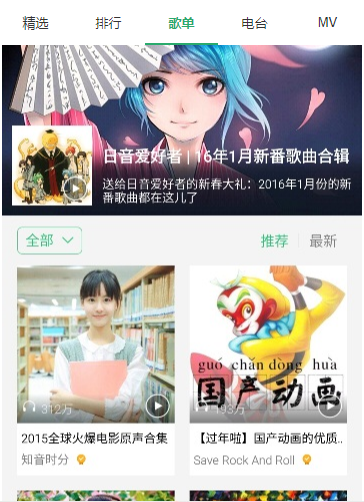 精选 排行 歌单 电台 MV
日音爱好者 | 16年1月新番歌曲合辑
送给日音爱好者的新春大礼：2016年1月份的新
番歌曲都在这儿了
全部 推荐 最新
guó chǎn dòng huà
国产动画
312万
193万
2015全球火爆电影原声合集
知音时分
【过年啦】国产动画的优质..
Save Rock And Roll